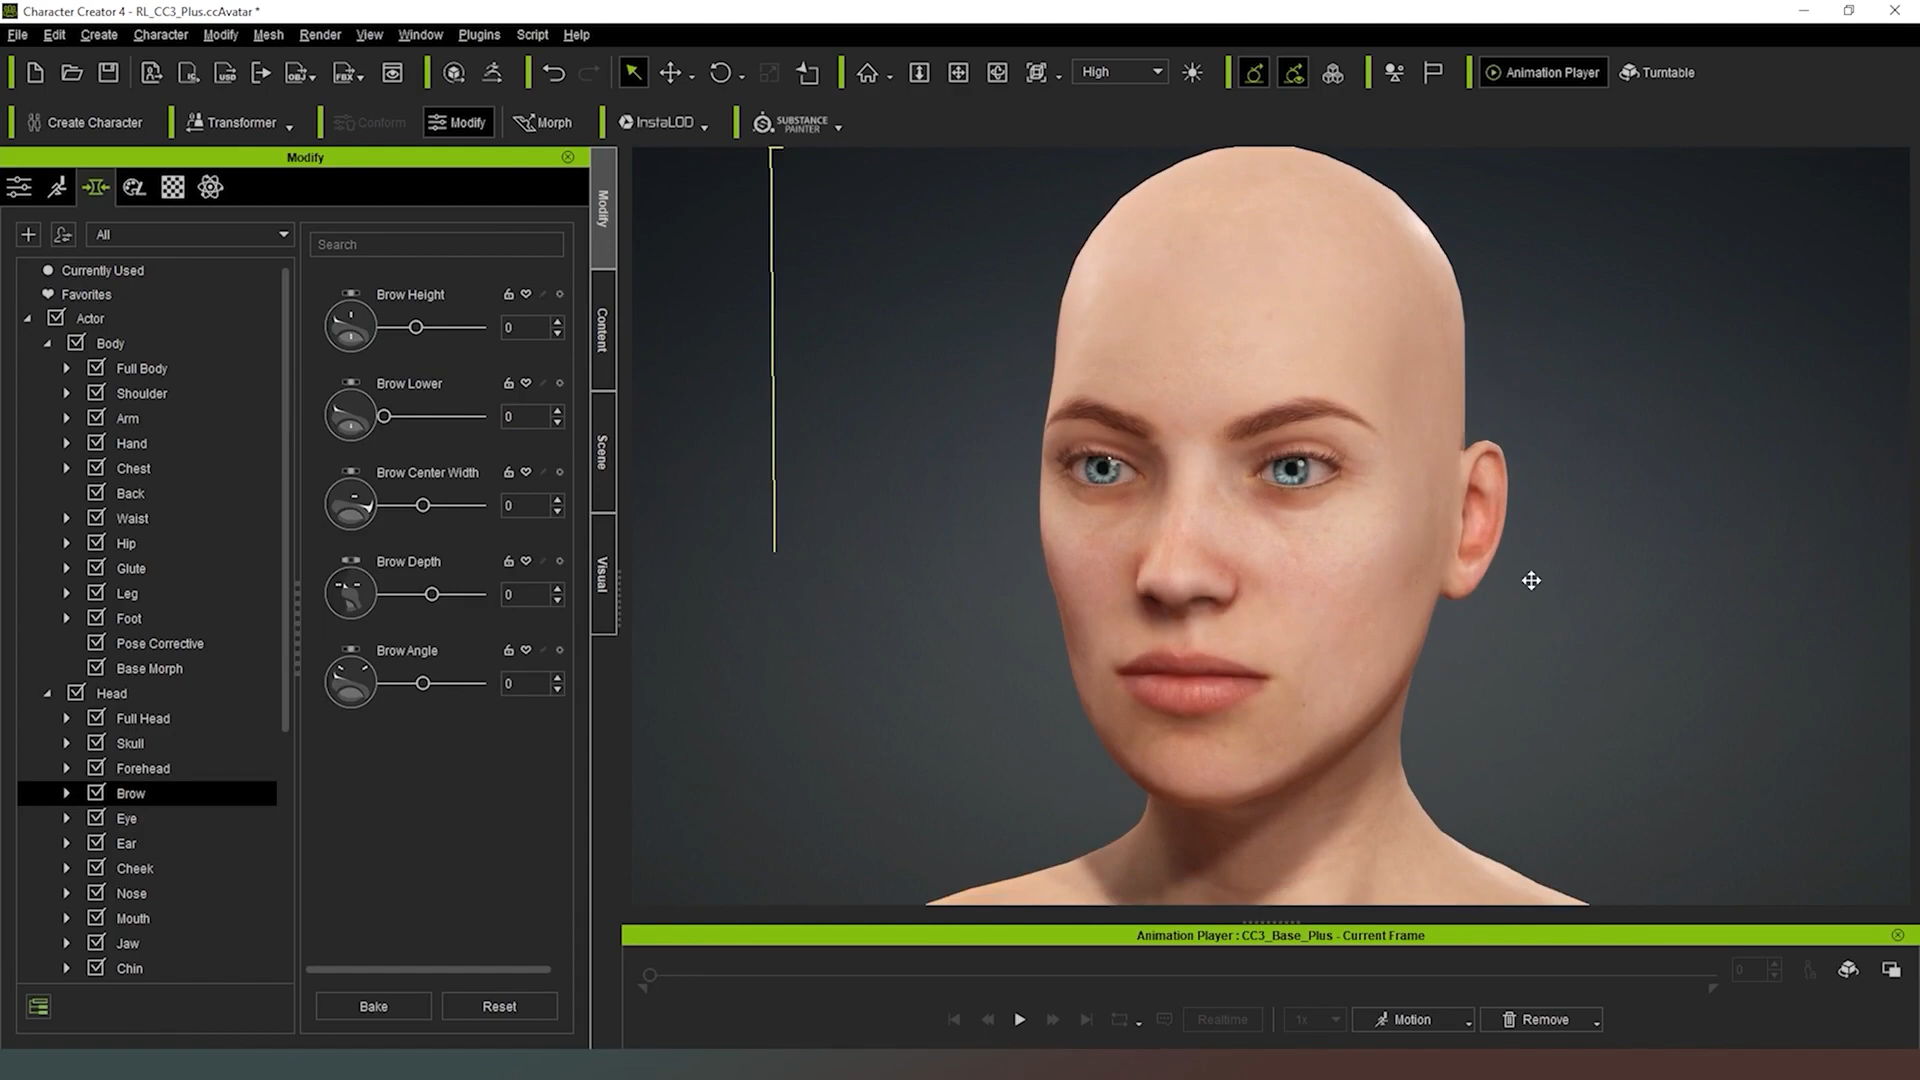 Character Creator 4 - RL_CC3_Plus.ccAvatar *
File Edit Create Character Modify Mesh Render View Window Plugins Script Help
IC USD OBJ FBX High Animation Player Turntable
Create Character Transformer Conform Modify Morph InstaLOD SUBSTANCE PAINTER
Modify
All
Search
Currently Used
Favorites
Actor
Body
Full Body
Shoulder
Arm
Hand
Chest
Back
Waist
Hip
Glute
Leg
Foot
Pose Corrective
Base Morph
Head
Full Head
Skull
Forehead
Brow
Eye
Ear
Cheek
Nose
Mouth
Jaw
Chin
Brow Height
0
Brow Lower
0
Brow Center Width
0
Brow Depth
0
Brow Angle
0
Bake Reset
Modify
Content
Scene
Visual
Animation Player : CC3_Base_Plus - Current Frame
0
Realtime 1x Motion Remove